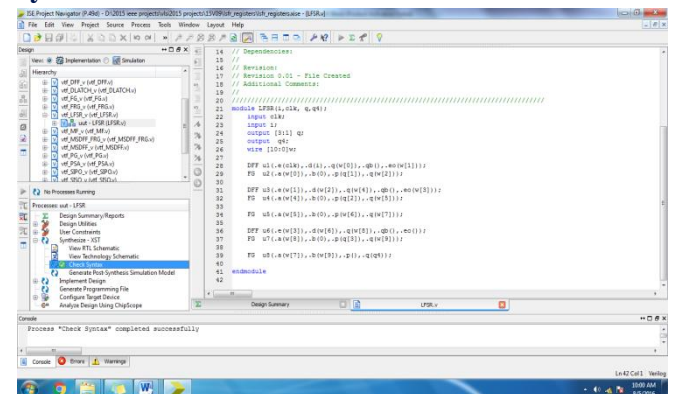 ISE Project Navigator (P.49d) - D:\2015 ieee projects\vlsi2015 projects\15V09\lsfr_registers\lsfr_registers.xise - [LFSR.v]
File Edit View Project Source Process Tools Window Layout Help
Design
View: Implementation Simulation
Hierarchy
vtf_DFF_v (vtf_DFF.v)
vtf_DLATCH_v (vtf_DLATCH.v)
vtf_FG_v (vtf_FG.v)
vtf_FRG_v (vtf_FRG.v)
vtf_LFSR_v (vtf_LFSR.v)
uut - LFSR (LFSR.v)
vtf_MF_v (vtf_MF.v)
vtf_MSDFF_FRG_v (vtf_MSDFF_FRG.v)
vtf_MSDFF_v (vtf_MSDFF.v)
vtf_PG_v (vtf_PG.v)
vtf_PSA_v (vtf_PSA.v)
vtf_SIPO_v (vtf_SIPO.v)
No Processes Running
Processes: uut - LFSR
Design Summary/Reports
Design Utilities
User Constraints
Synthesize - XST
View RTL Schematic
View Technology Schematic
Check Syntax
Generate Post-Synthesis Simulation Model
Implement Design
Generate Programming File
Configure Target Device
Analyze Design Using ChipScope
14 // Dependencies:
15 //
16 // Revision:
17 // Revision 0.01 - File Created
18 // Additional Comments:
19 //
20 //////////////////////////////////////////////////////////////////////////////////
21 module LFSR(i,clk, q,q4);
22 input clk;
23 input i;
24 output [3:1] q;
25 output q4;
26 wire [10:0]w;
27
28 DFF u1(.e(clk),.d(i),.q(w[0]),.qb(),.eo(w[1]));
29 FG u2(.a(w[0]),.b(0),.p(q[1]),.q(w[2]));
30
31 DFF u3(.e(w[1]),.d(w[2]),.q(w[4]),.qb(),.eo(w[3]));
32 FG u4(.a(w[4]),.b(0),.p(q[2]),.q(w[5]));
33
34 FG u5(.a(w[5]),.b(0),.p(w[6]),.q(w[7]));
35
36 DFF u6(.e(w[3]),.d(w[6]),.q(w[8]),.qb(),.eo());
37 FG u7(.a(w[8]),.b(0),.p(q[3]),.q(w[9]));
38
39 FG u8(.a(w[7]),.b(w[9]),.p(),.q(q4));
40
41 endmodule
42
Design Summary LFSR.v
Console
Process "Check Syntax" completed successfully
Console Errors Warnings
Ln 42 Col 1 Verilog
10:00 AM
8/5/2016